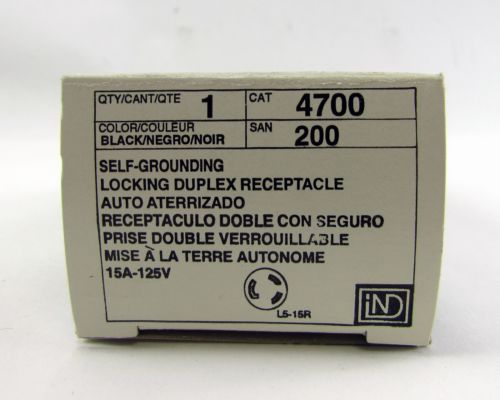 QTY/CANT/QTE 1 CAT 4700
COLOR/COULEUR SAN 200
BLACK/NEGRO/NOIR
SELF-GROUNDING
LOCKING DUPLEX RECEPTACLE
AUTO ATERRIZADO
RECEPTACULO DOBLE CON SEGURO
PRISE DOUBLE VERROUILLABLE
MISE À LA TERRE AUTONOME
15A-125V
L5-15R
IND